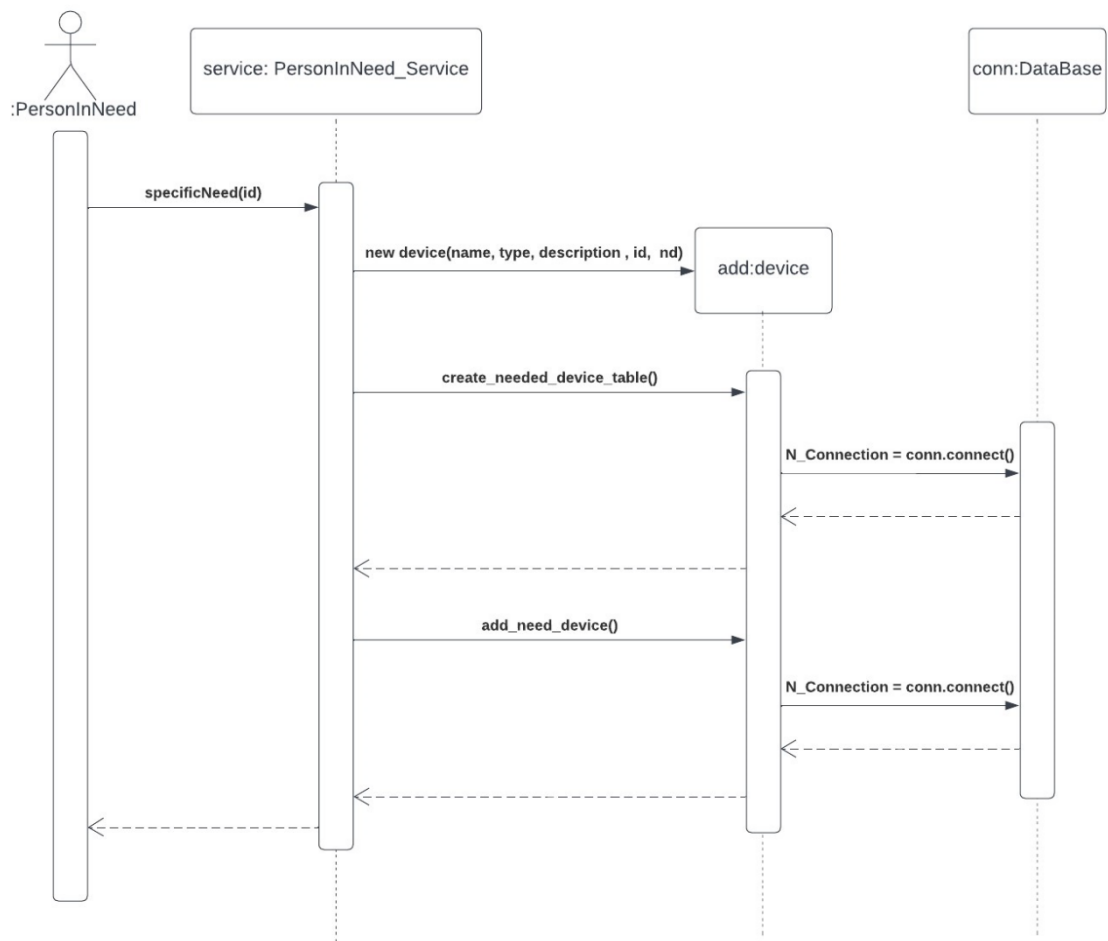 :PersonInNeed
service: PersonInNeed_Service
conn:DataBase
specificNeed(id)
new device(name, type, description , id,  nd)
add:device
create_needed_device_table()
N_Connection = conn.connect()
add_need_device()
N_Connection = conn.connect()